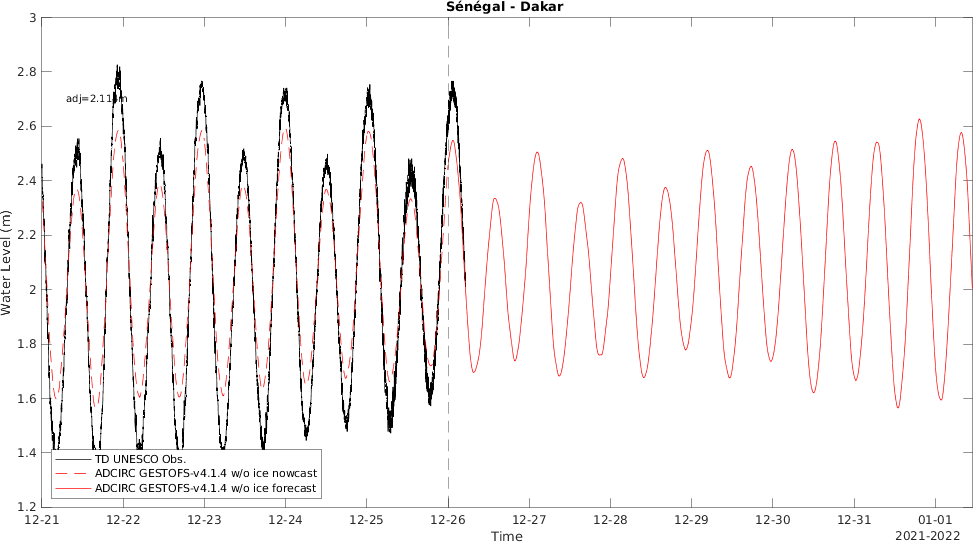 Sénégal - Dakar
3
2.8
2.6
2.4
2.2
2
1.8
1.6
1.4
1.2
Water Level (m)
TD UNESCO Obs.
ADCIRC GESTOFS-v4.1.4 w/o ice nowcast
ADCIRC GESTOFS-v4.1.4 w/o ice forecast
12-21 12-22 12-23 12-24 12-25 12-26 12-27 12-28 12-29 12-30 12-31 01-01
Time
2021-2022